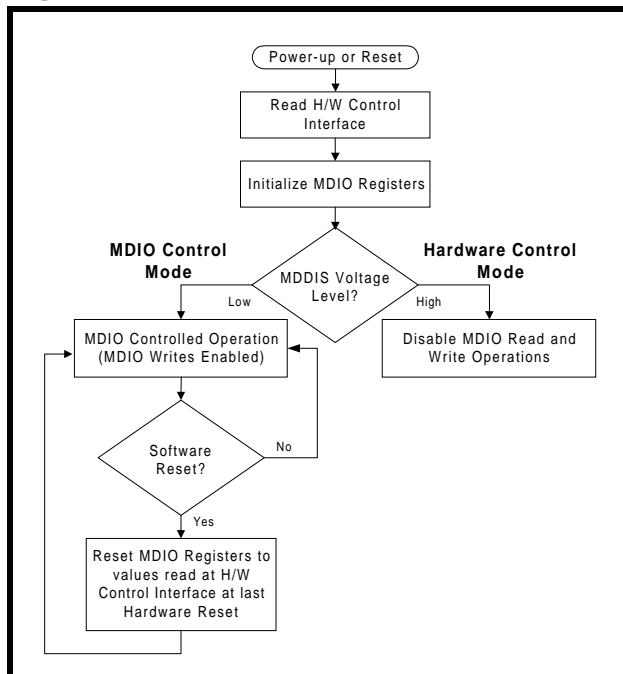 Power-up or Reset
Read H/W Control
Interface
Initialize MDIO Registers
MDIO Control
Mode
Hardware Control
Mode
MDDIS Voltage
Level?
Low
High
MDIO Controlled Operation
(MDIO Writes Enabled)
Disable MDIO Read and
Write Operations
Software
Reset?
No
Yes
Reset MDIO Registers to
values read at H/W
Control Interface at last
Hardware Reset